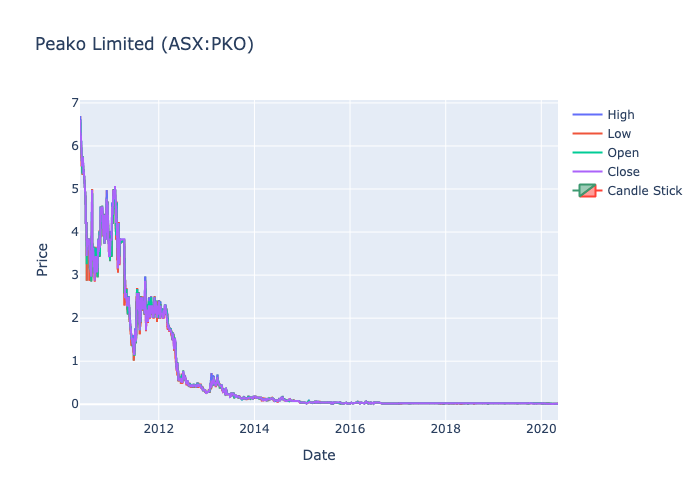 Peako Limited (ASX:PKO)
7
6
5
4
3
2
1
0
Price
2012
2014
2016
2018
2020
Date
High
Low
Open
Close
Candle Stick